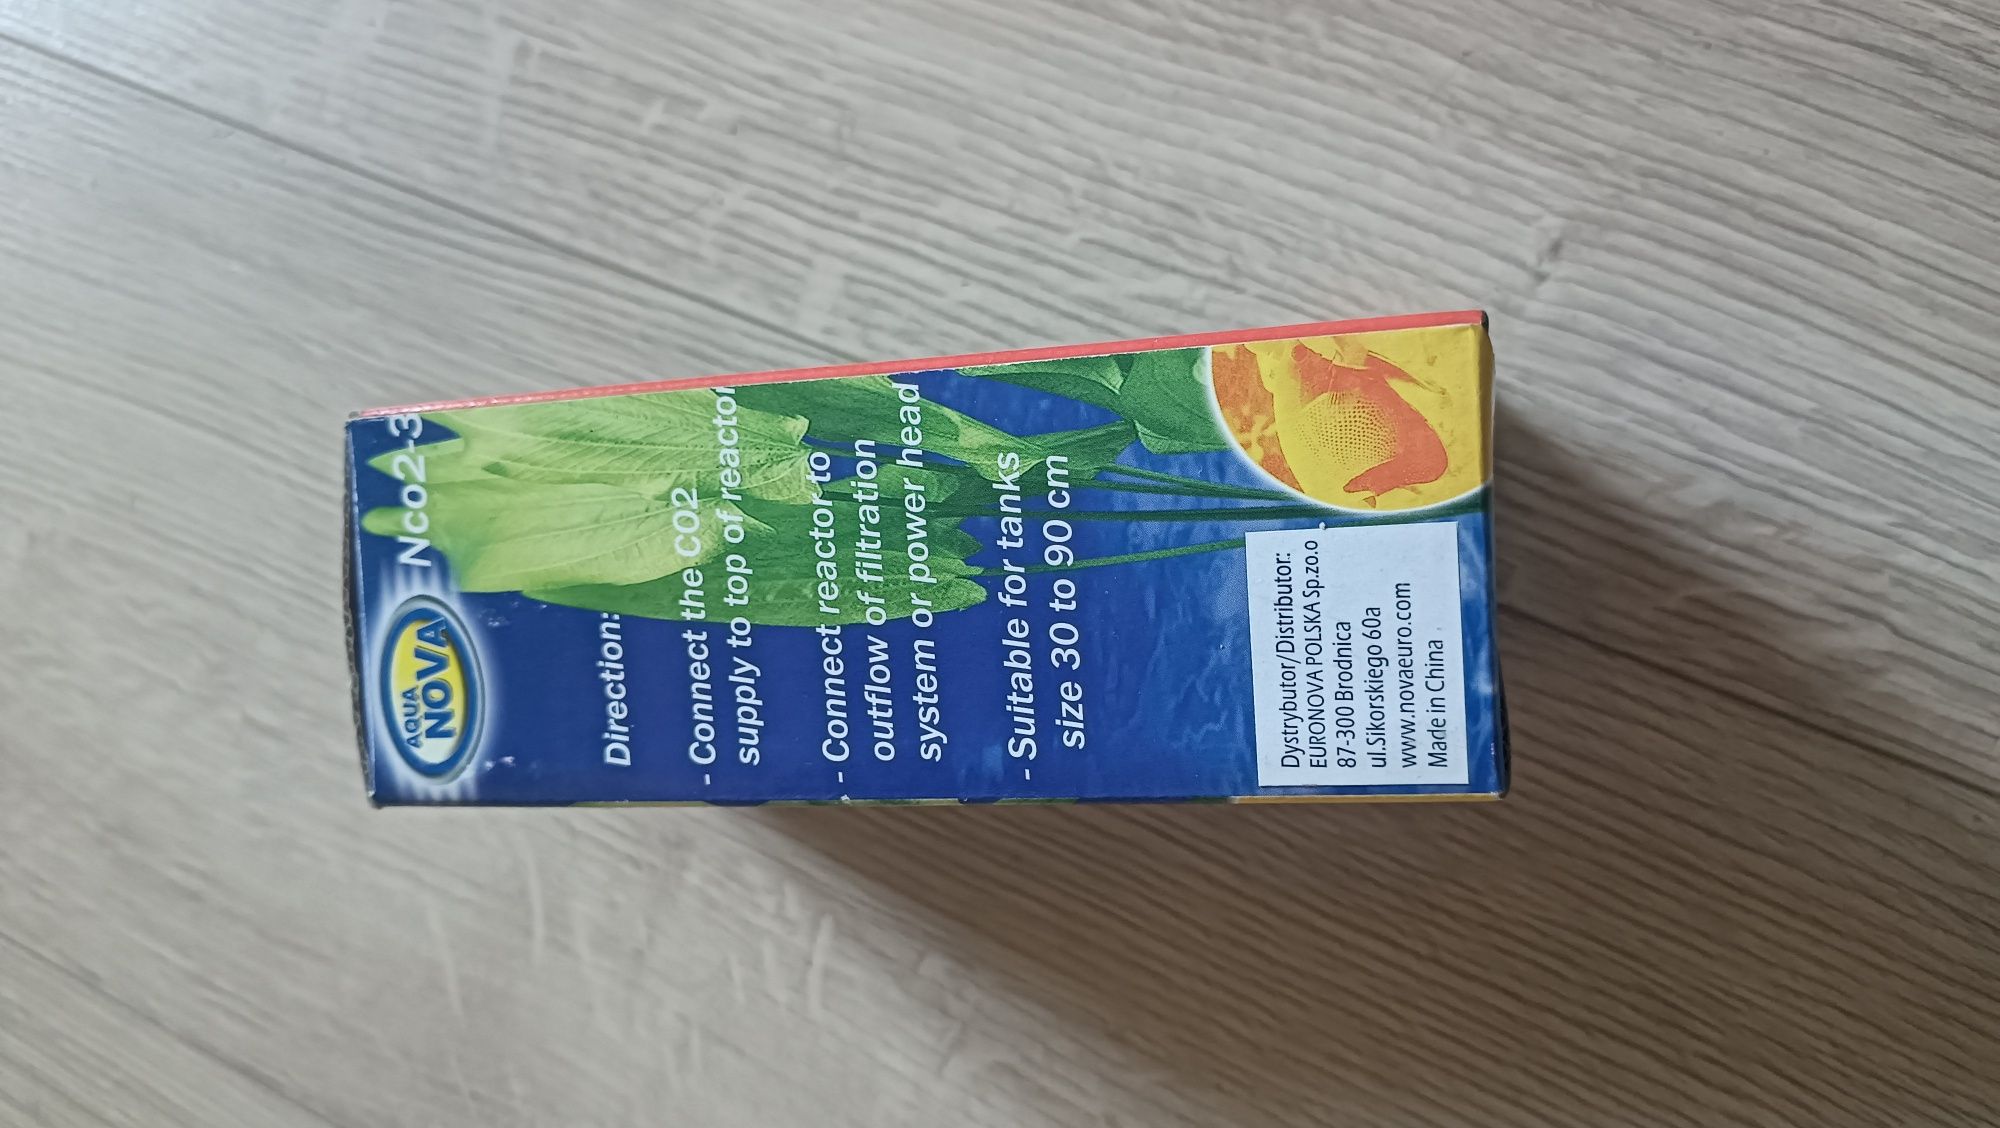 AQUA
NOVA
Nco2-3
Direction:
- Connect the CO2
supply to top of reactor
- Connect reactor to
outflow of filtration
system or power head
- Suitable for tanks
size 30 to 90 cm
Dystrybutor/Distributor:
EURONOVA POLSKA Sp.zo.o
87-300 Brodnica
ul.Sikorskiego 60a
www.novaeuro.com
Made in China